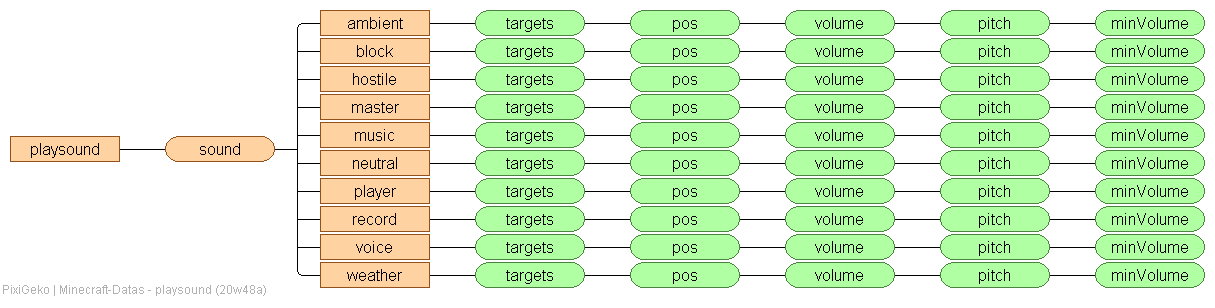 ambient targets pos volume pitch minVolume
block targets pos volume pitch minVolume
hostile targets pos volume pitch minVolume
master targets pos volume pitch minVolume
music targets pos volume pitch minVolume
playsound sound
neutral targets pos volume pitch minVolume
player targets pos volume pitch minVolume
record targets pos volume pitch minVolume
voice targets pos volume pitch minVolume
weather targets pos volume pitch minVolume
PixiGeko | Minecraft-Datas - playsound (20w48a)